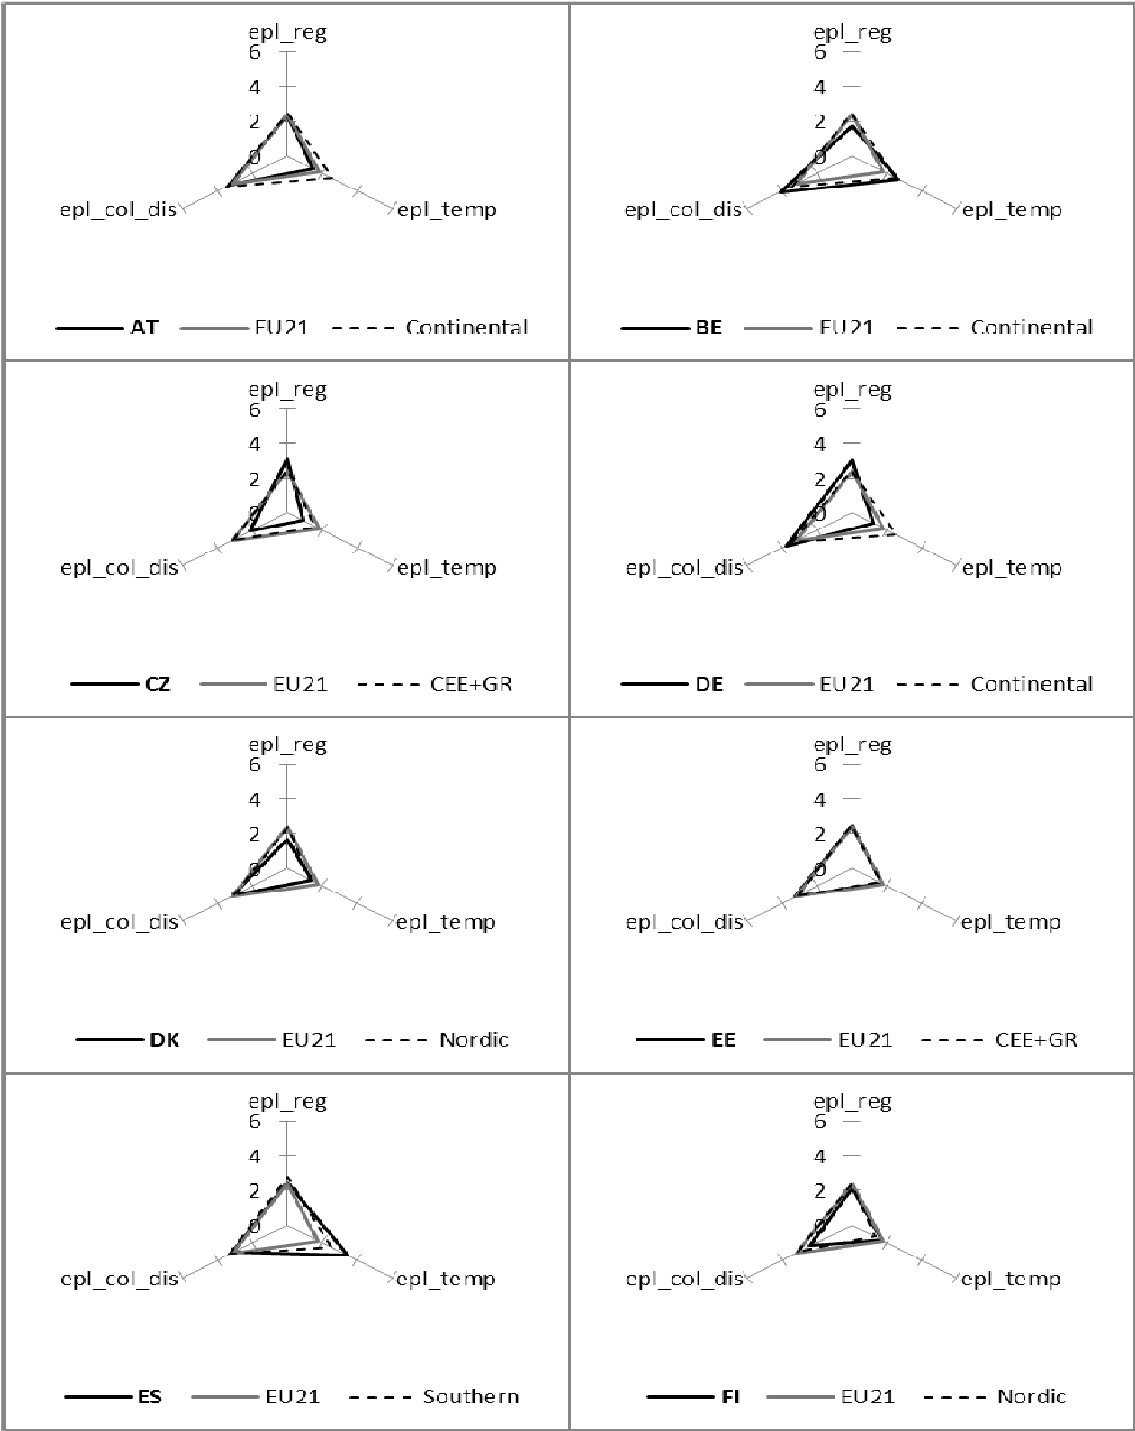 epl_reg
6
4
2
0
epl_col_dis epl_temp
AT EU21 Continental
epl_reg
6
4
2
0
epl_col_dis epl_temp
BE EU21 Continental
epl_reg
6
4
2
0
epl_col_dis epl_temp
CZ EU21 CEE+GR
epl_reg
6
4
2
0
epl_col_dis epl_temp
DE EU21 Continental
epl_reg
6
4
2
0
epl_col_dis epl_temp
DK EU21 Nordic
epl_reg
6
4
2
0
epl_col_dis epl_temp
EE EU21 CEE+GR
epl_reg
6
4
2
0
epl_col_dis epl_temp
ES EU21 Southern
epl_reg
6
4
2
0
epl_col_dis epl_temp
FI EU21 Nordic